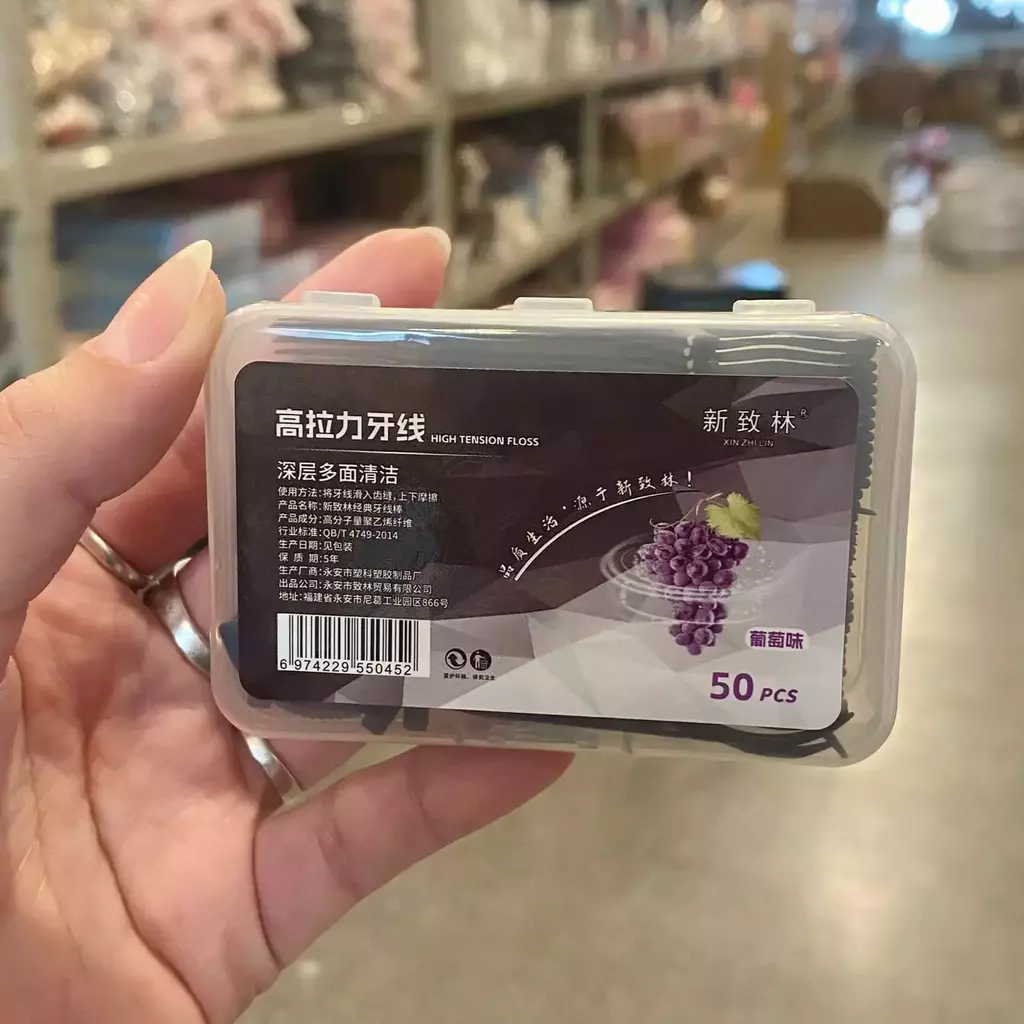 高拉力牙线 HIGH TENSION FLOSS
新致林®
XIN ZHI LIN
深层多面清洁
使用方法:将牙线滑入齿缝,上下摩擦
产品名称:新致林经典牙线棒
产品成分:高分子量聚乙烯纤维
行业标准:QB/T 4749-2014
生产日期:见包装
保 质 期:5年
生产厂商:永安市塑科塑胶制品厂
出品公司:永安市致林贸易有限公司
地址:福建省永安市尼葛工业园区866号
品质生活·源于新致林!
6 974229 550452
葡萄味
50 PCS